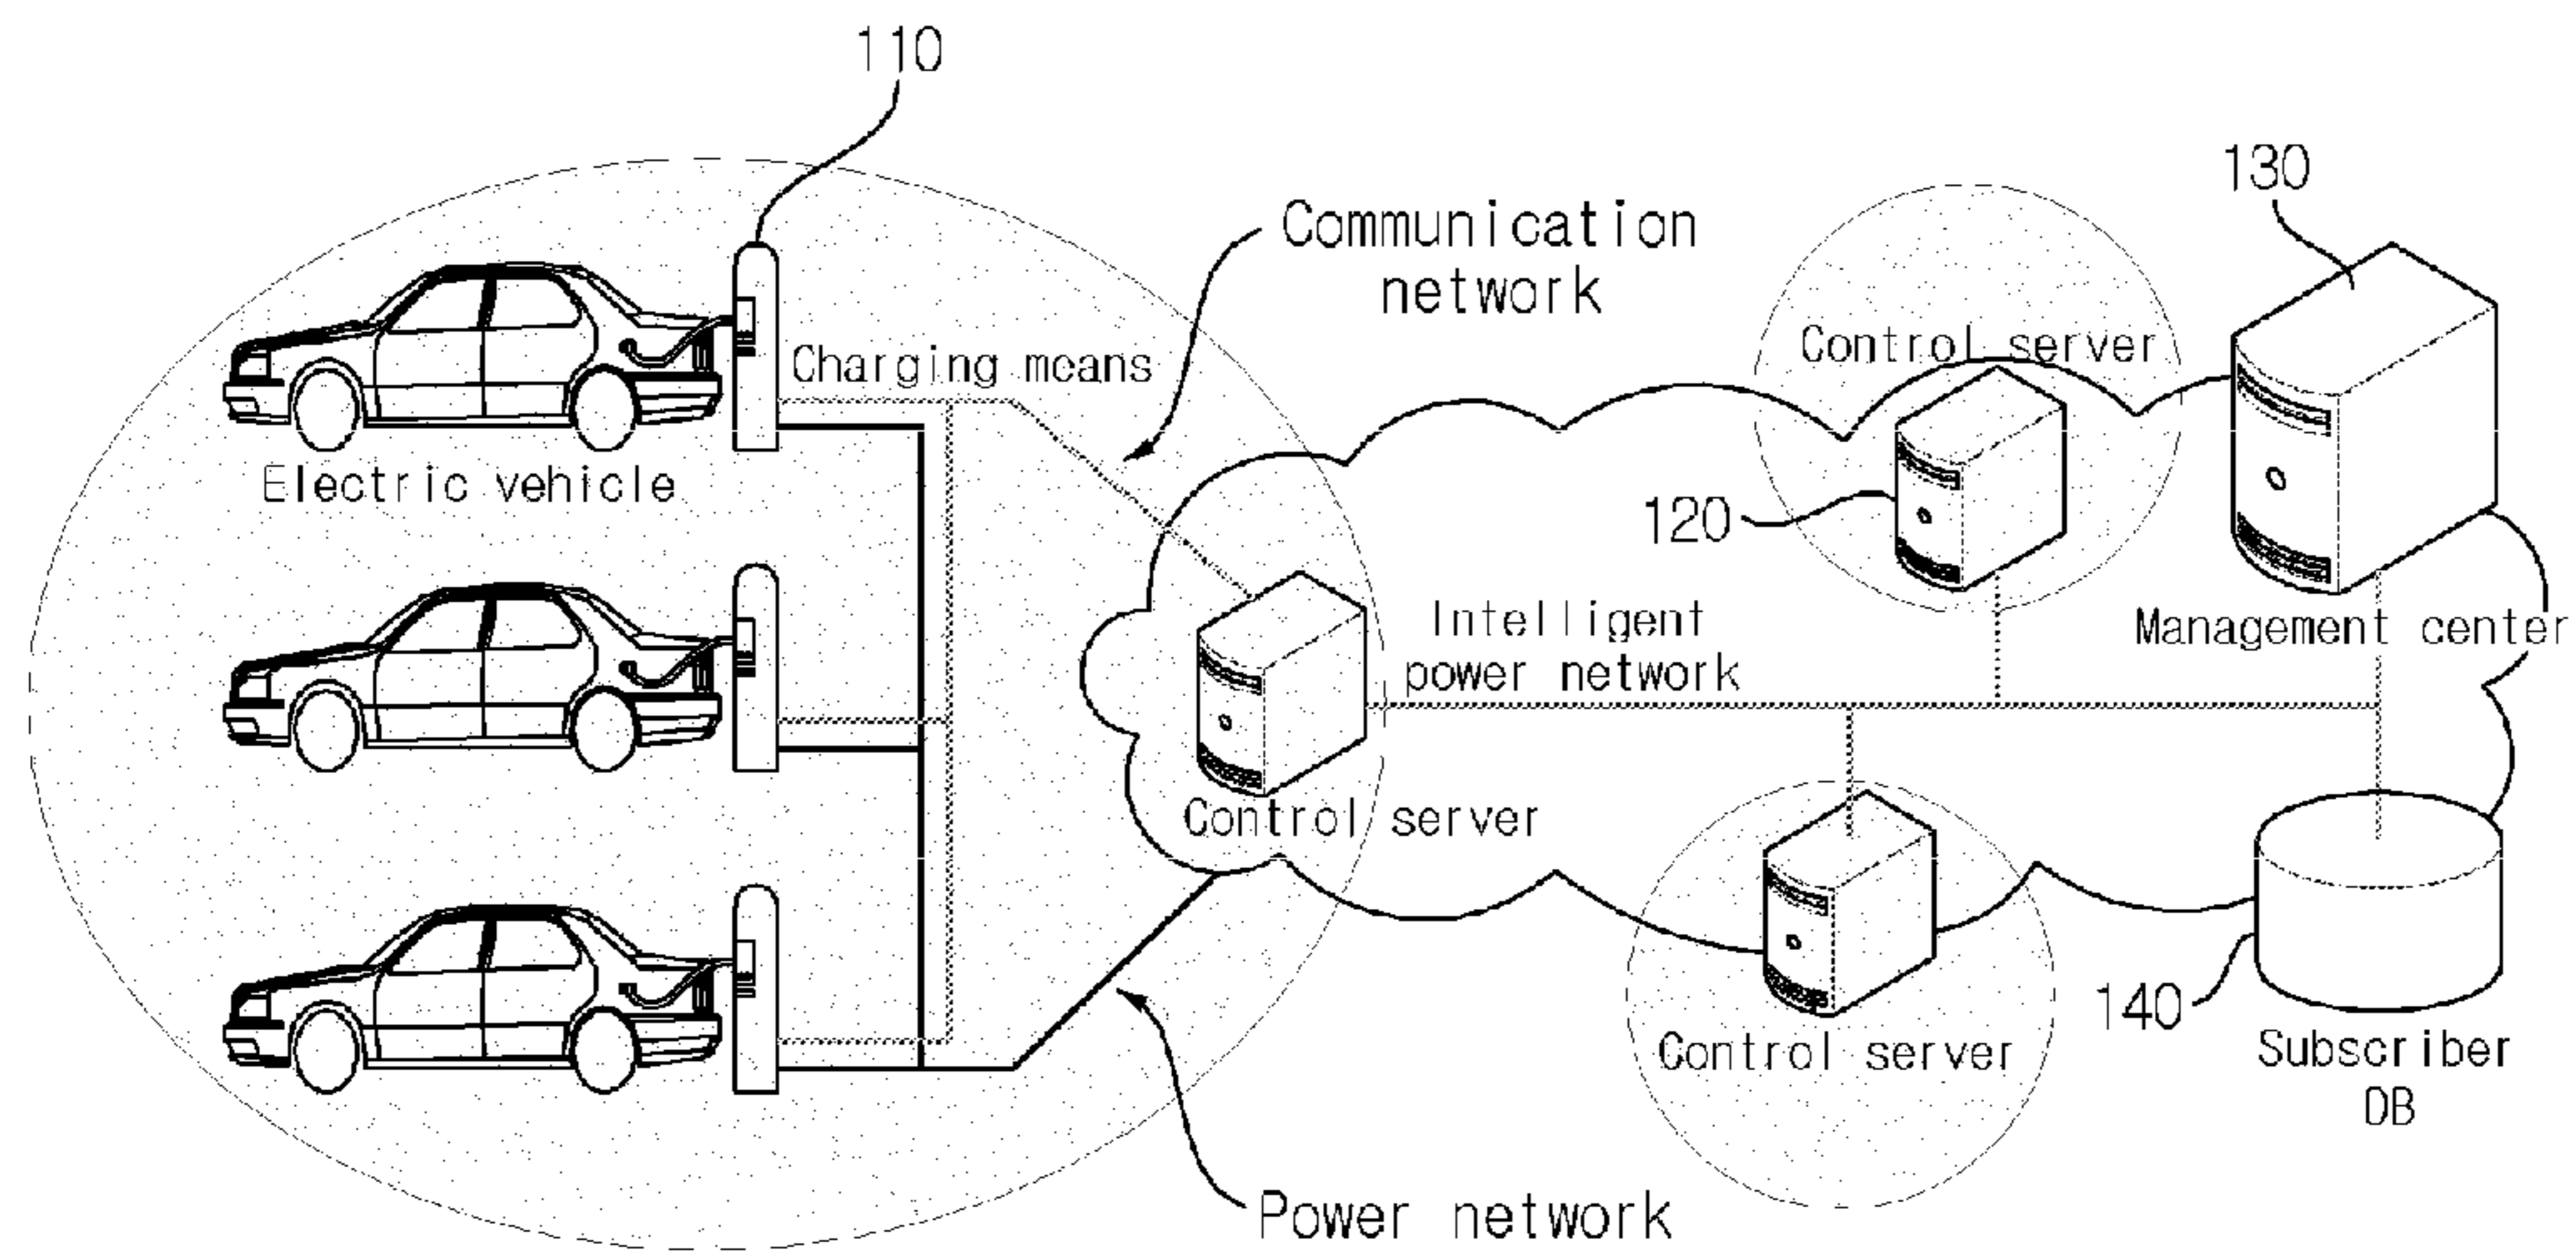 110
130
Communication
network
Control server
Charging means
Electric vehicle
120
Intelligent
power network
Management center
Control server
140
Control server
Subscriber
DB
Power network